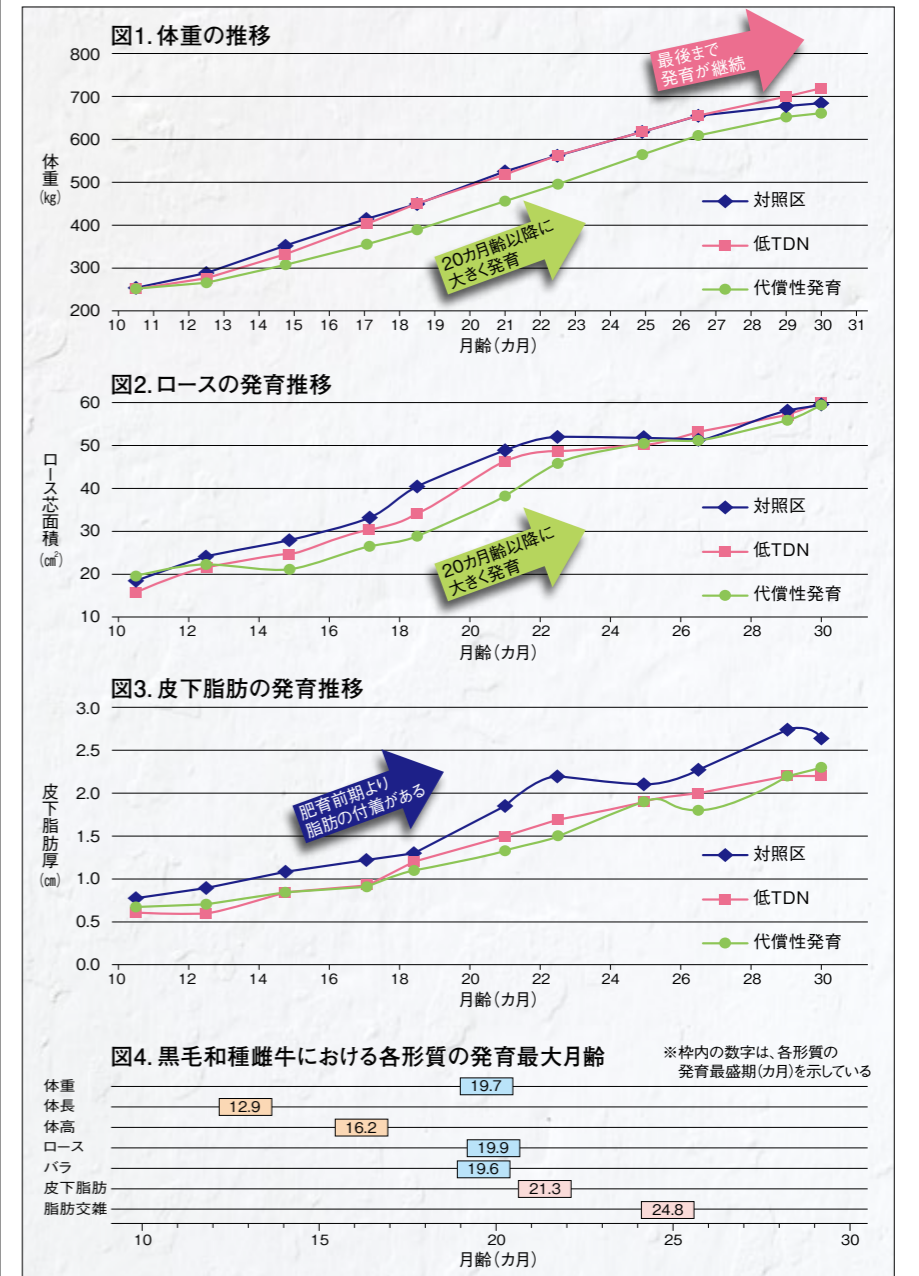 図1. 体重の推移
最後まで
発育が継続
800
700
600
500
400
300
200
体重
(㎏)
対照区
低TDN
代償性発育
20カ月齢以降に
大きく発育
10 11 12 13 14 15 17 18 19 21 22 23 24 25 26 27 28 29 30 31
月齢（カ月）
図2. ロースの発育推移
60
50
40
30
20
10
ロース芯面積
(㎠)
対照区
低TDN
代償性発育
20カ月齢以降に
大きく発育
10 12 14 16 18 20 22 24 26 28 30
月齢（カ月）
図3. 皮下脂肪の発育推移
3.0
2.5
2.0
1.5
1.0
0.5
0.0
皮下脂肪厚
(㎝)
肥育前期より
脂肪の付着がある
対照区
低TDN
代償性発育
10 12 14 16 18 20 22 24 26 28 30
月齢（カ月）
図4. 黒毛和種雌牛における各形質の発育最大月齢
※枠内の数字は、各形質の
発育最盛期（カ月）を示している
体重 19.7
体長 12.9
体高 16.2
ロース 19.9
バラ 19.6
皮下脂肪 21.3
脂肪交雑 24.8
10 15 20 25 30
月齢（カ月）